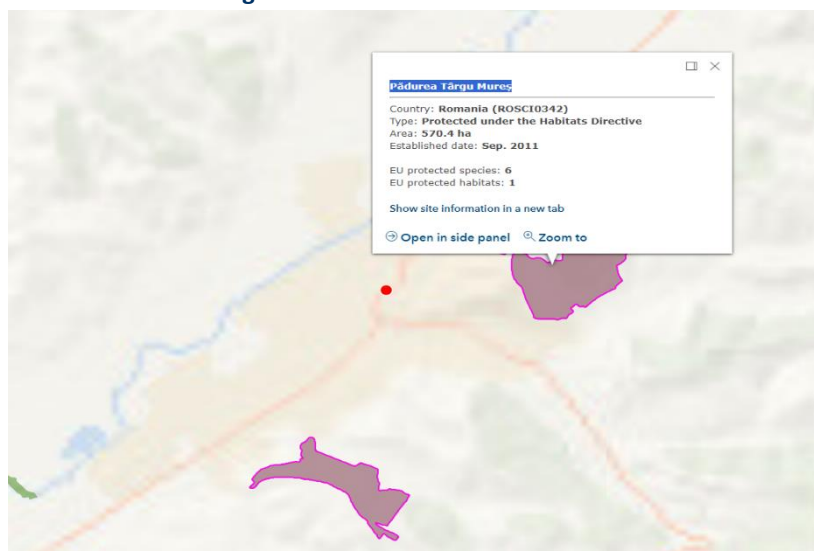 Pădurea Târgu Mureș
Country: Romania (ROSCI0342)
Type: Protected under the Habitats Directive
Area: 570.4 ha
Established date: Sep. 2011
EU protected species: 6
EU protected habitats: 1
Show site information in a new tab
Open in side panel Zoom to